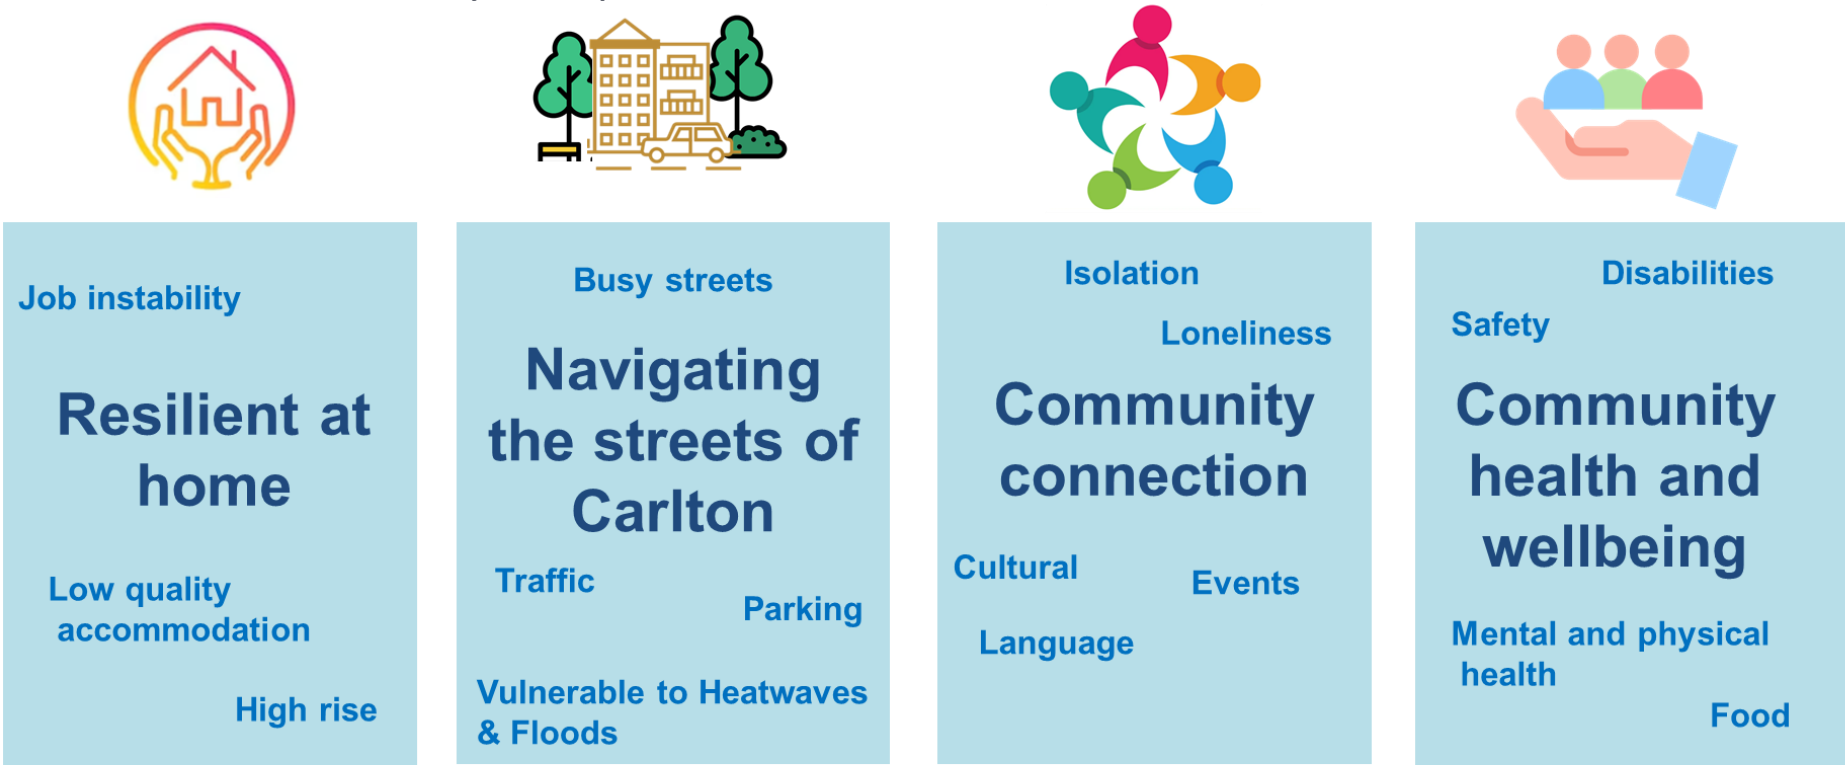 Job instability
Resilient at
home
Low quality
accommodation
High rise
Busy streets
Navigating
the streets of
Carlton
Traffic
Parking
Vulnerable to Heatwaves
& Floods
Isolation
Loneliness
Community
connection
Cultural
Events
Language
Disabilities
Safety
Community
health and
wellbeing
Mental and physical
health
Food